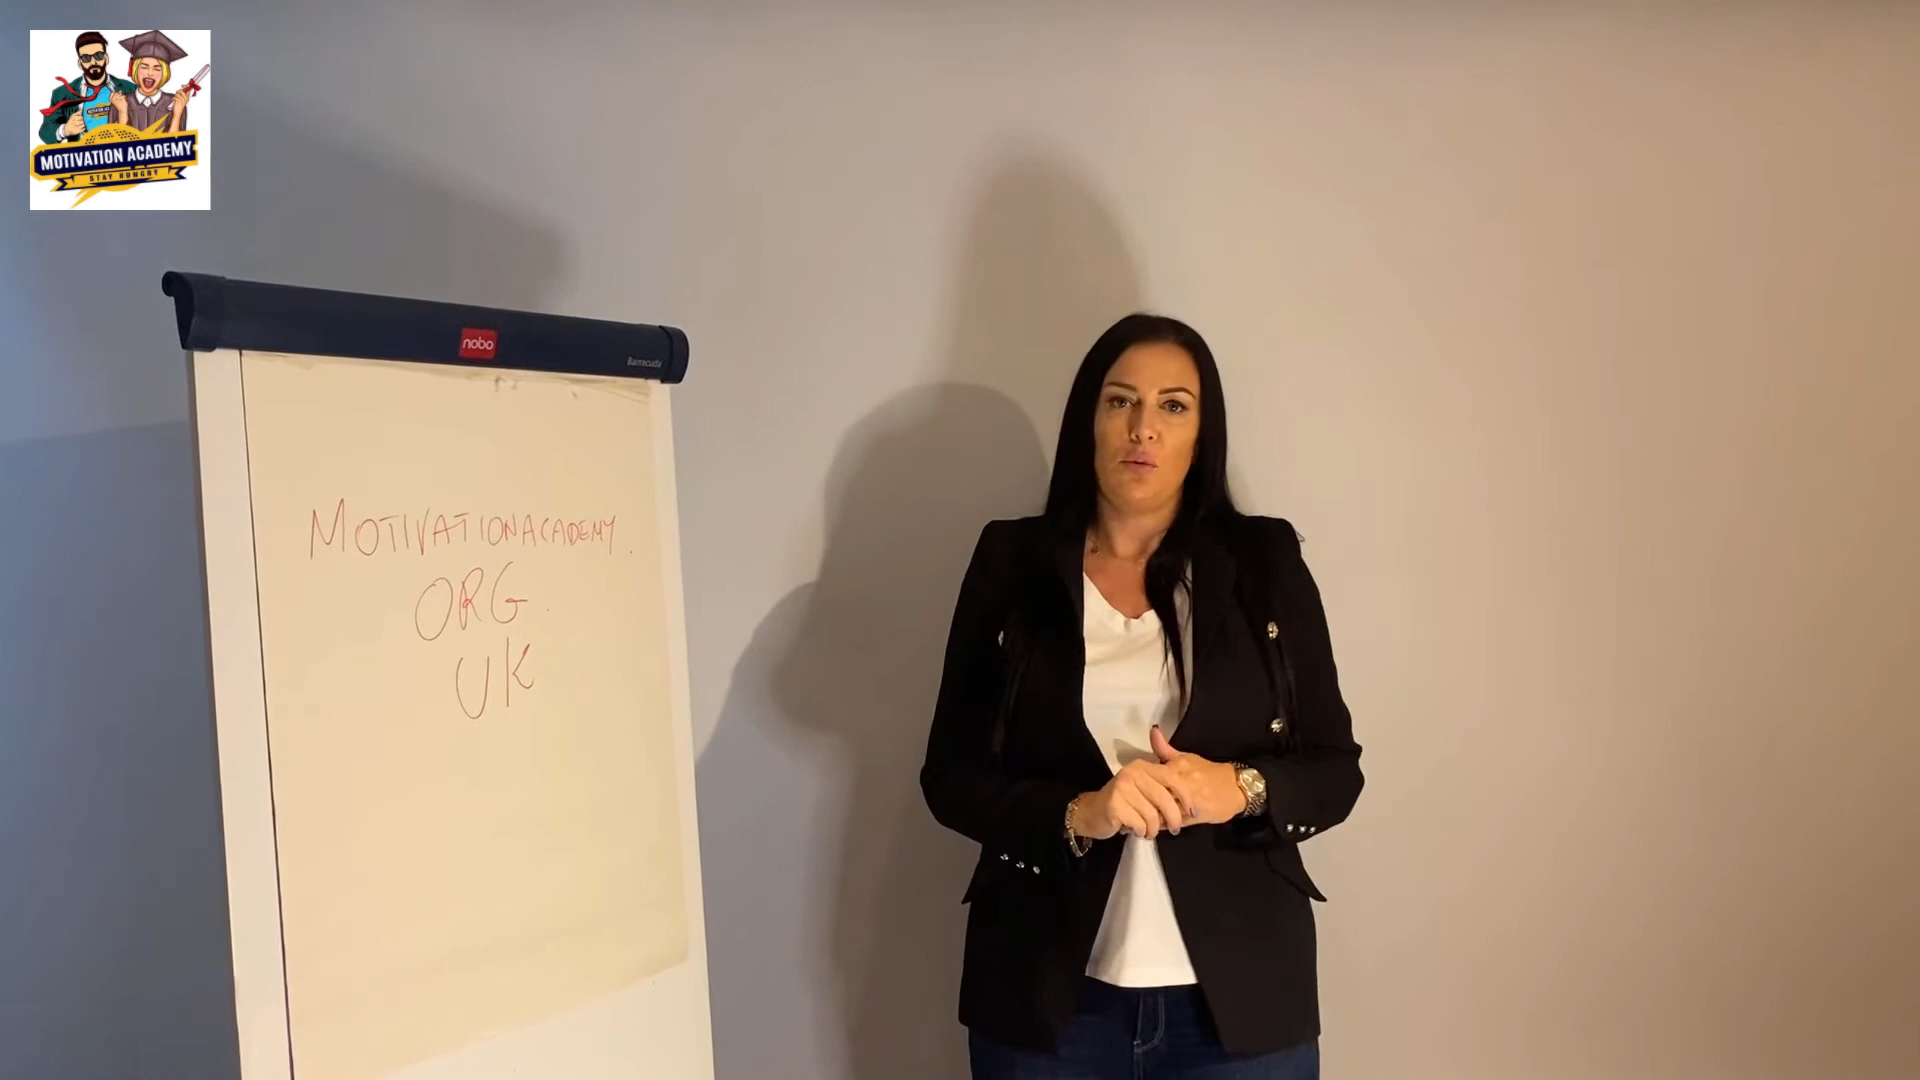 MOTIVATION ACADEMY
STAY HUNGRY
nobo
Barracuda
MOTIVATIONACADEMY.
ORG.
UK